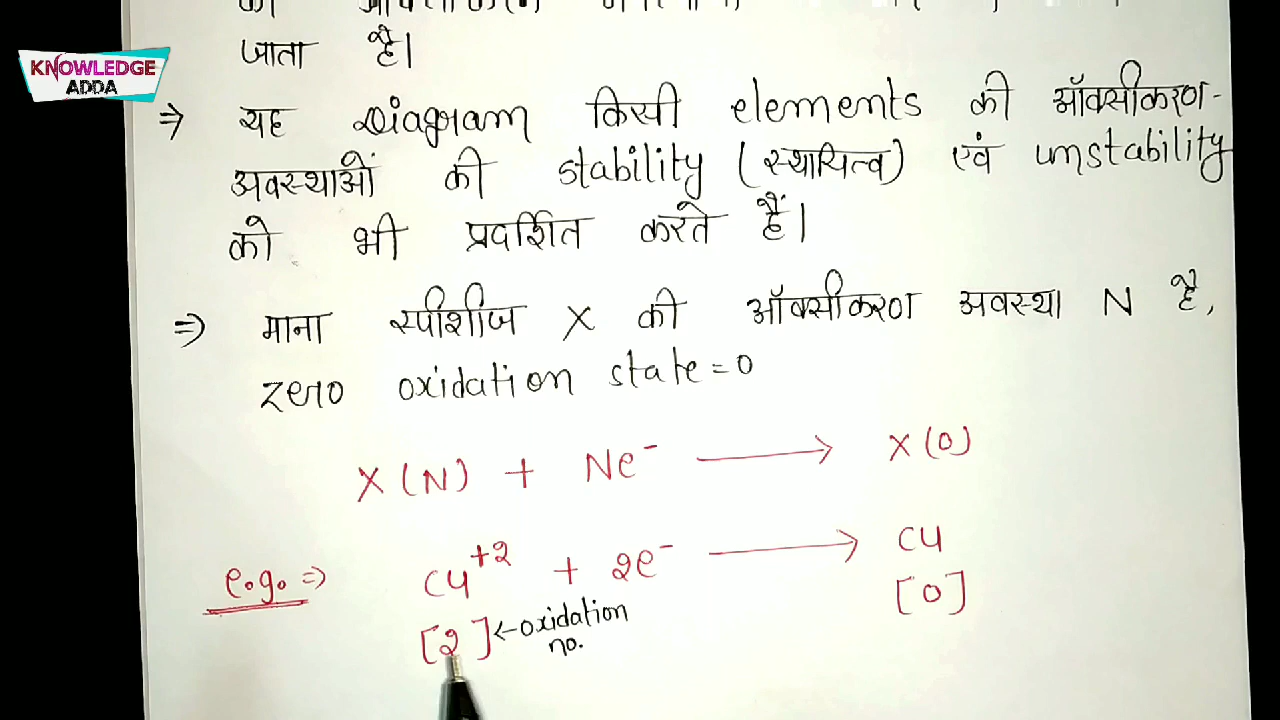 KNOWLEDGE
ADDA
जाता है।
⇒ यह Diagram किसी elements की ऑक्सीकरण-
अवस्थाओं की stability (स्थायित्व) एवं unstability
को भी प्रदर्शित करते हैं।
⇒ माना स्पीशीज X की ऑक्सीकरण अवस्था N है,
zero oxidation state = 0
X(N) + Ne⁻ ⟶ X(0)
e.g. ⇒ Cu⁺² + 2e⁻ ⟶ Cu
[2] ← oxidation no. [0]